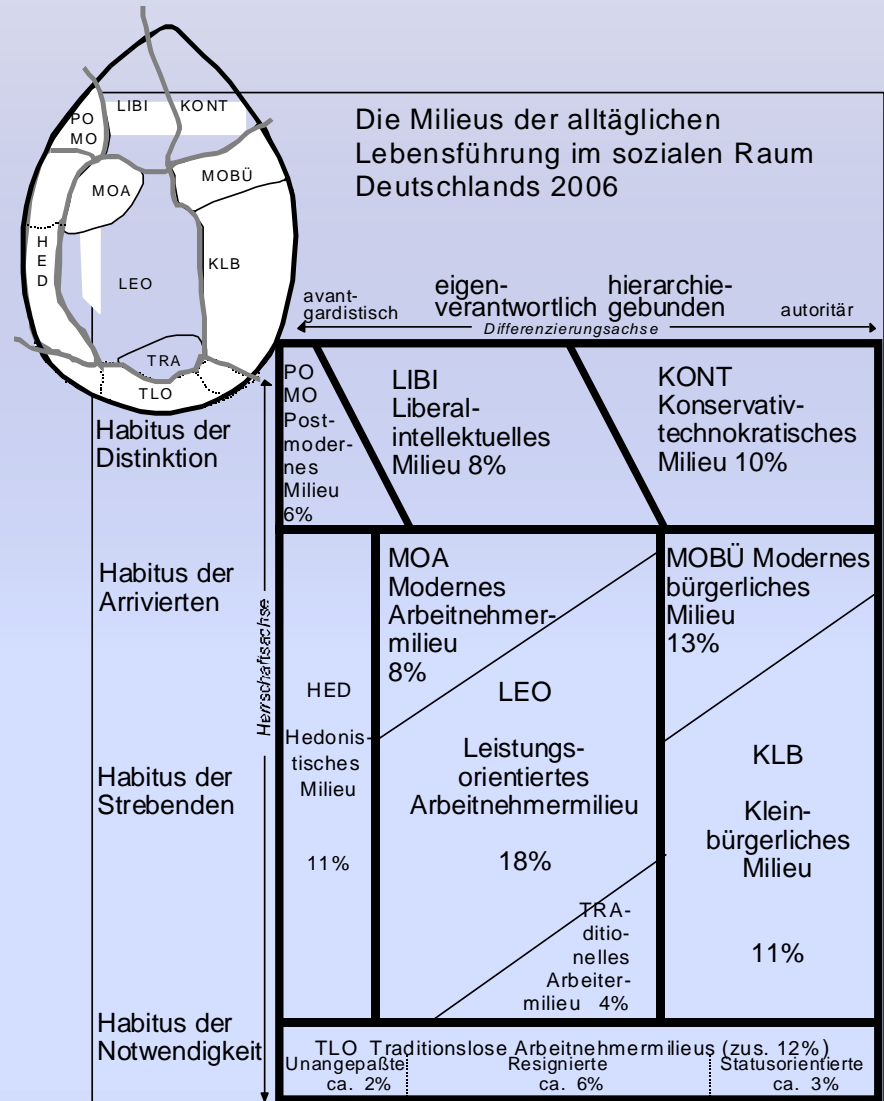 PO
MO
LIBI
KONT
MOA
MOBÜ
H
E
D
LEO
KLB
TRA
TLO
Die Milieus der alltäglichen
Lebensführung im sozialen Raum
Deutschlands 2006
avant-
gardistisch
eigen-
verantwortlich
hierarchie-
gebunden
autoritär
Differenzierungsachse
Herrschaftsachse
Habitus der
Distinktion
Habitus der
Arrivierten
Habitus der
Strebenden
Habitus der
Notwendigkeit
PO
MO
Post-
moder-
nes
Milieu
6%
LIBI
Liberal-
intellektuelles
Milieu 8%
KONT
Konservativ-
technokratisches
Milieu 10%
HED
Hedonis-
tisches
Milieu
11%
MOA
Modernes
Arbeitnehmer-
milieu
8%
LEO
Leistungs-
orientiertes
Arbeitnehmermilieu
18%
TRA-
ditio-
nelles
Arbeiter-
milieu 4%
MOBÜ Modernes
bürgerliches
Milieu
13%
KLB
Klein-
bürgerliches
Milieu
11%
TLO Traditionslose Arbeitnehmermilieus (zus. 12%)
Unangepaßte
ca. 2%
Resignierte
ca. 6%
Statusorientierte
ca. 3%